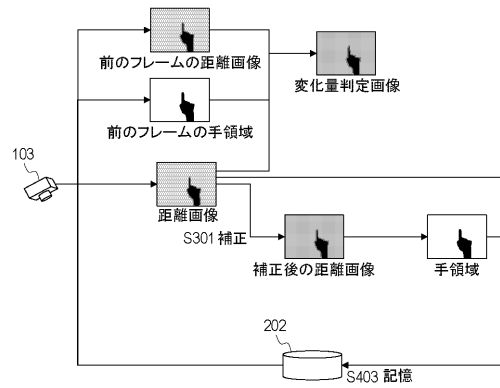 前のフレームの距離画像
変化量判定画像
前のフレームの手領域
103
距離画像
S301 補正
補正後の距離画像
手領域
202
S403 記憶